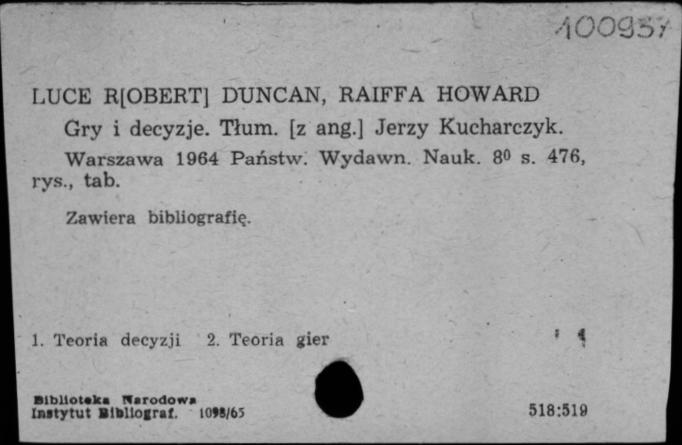 100957
LUCE R[OBERT] DUNCAN, RAIFFA HOWARD
Gry i decyzje. Tłum. [z ang.] Jerzy Kucharczyk.
Warszawa 1964 Państw. Wydawn. Nauk. 8⁰ s. 476,
rys., tab.
Zawiera bibliografię.
1. Teoria decyzji 2. Teoria gier
Biblioteka Narodowa
Instytut Bibliograf. 1098/65 518:519